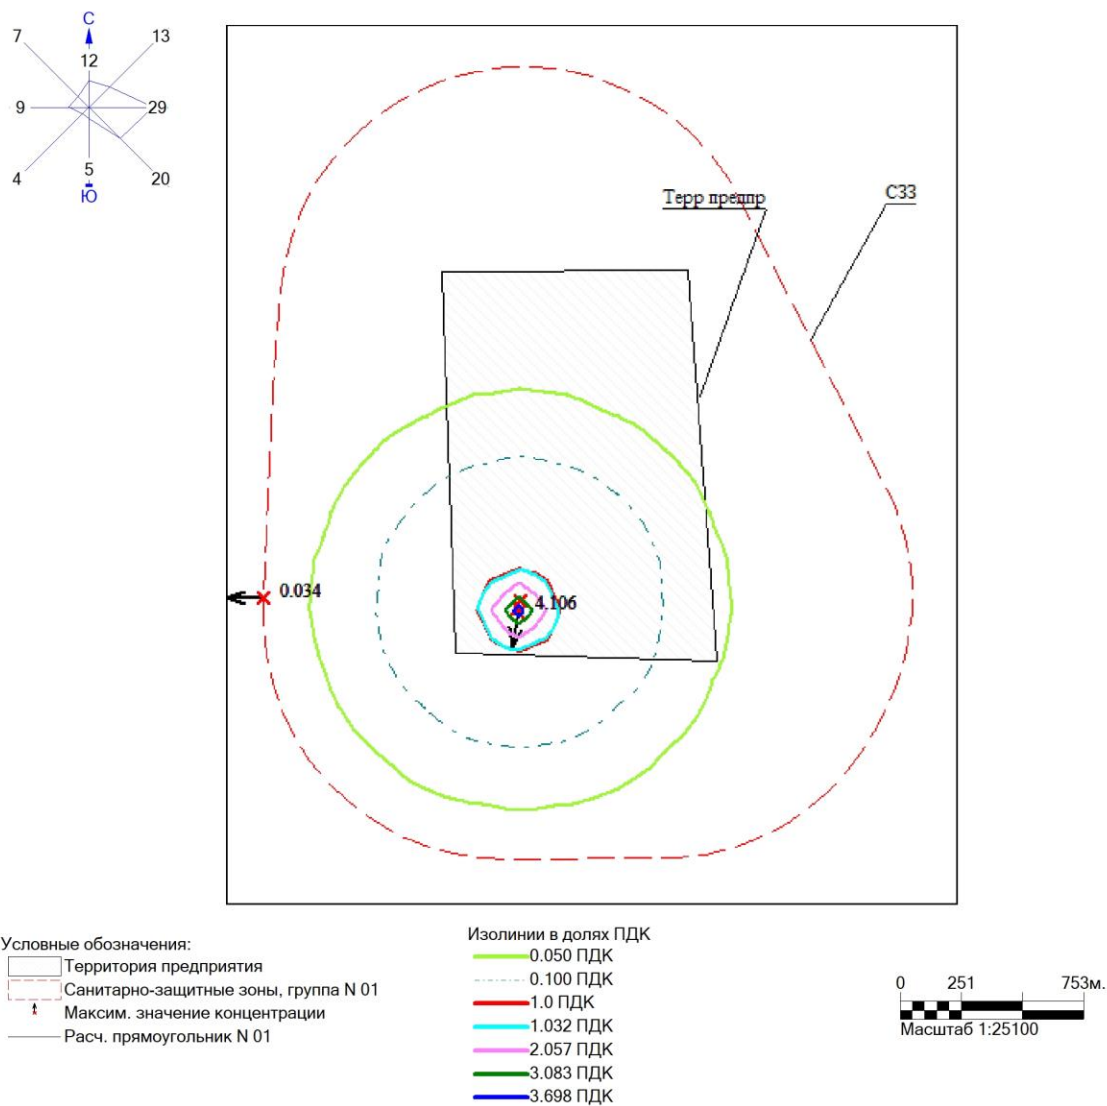 С
7
13
12
9
29
4
5
20
Ю
Терр предпр
СЗЗ
0.034
4.106
Условные обозначения:
Территория предприятия
Санитарно-защитные зоны, группа N 01
Максим. значение концентрации
Расч. прямоугольник N 01
Изолинии в долях ПДК
0.050 ПДК
0.100 ПДК
1.0 ПДК
1.032 ПДК
2.057 ПДК
3.083 ПДК
3.698 ПДК
0 251 753м.
Масштаб 1:25100